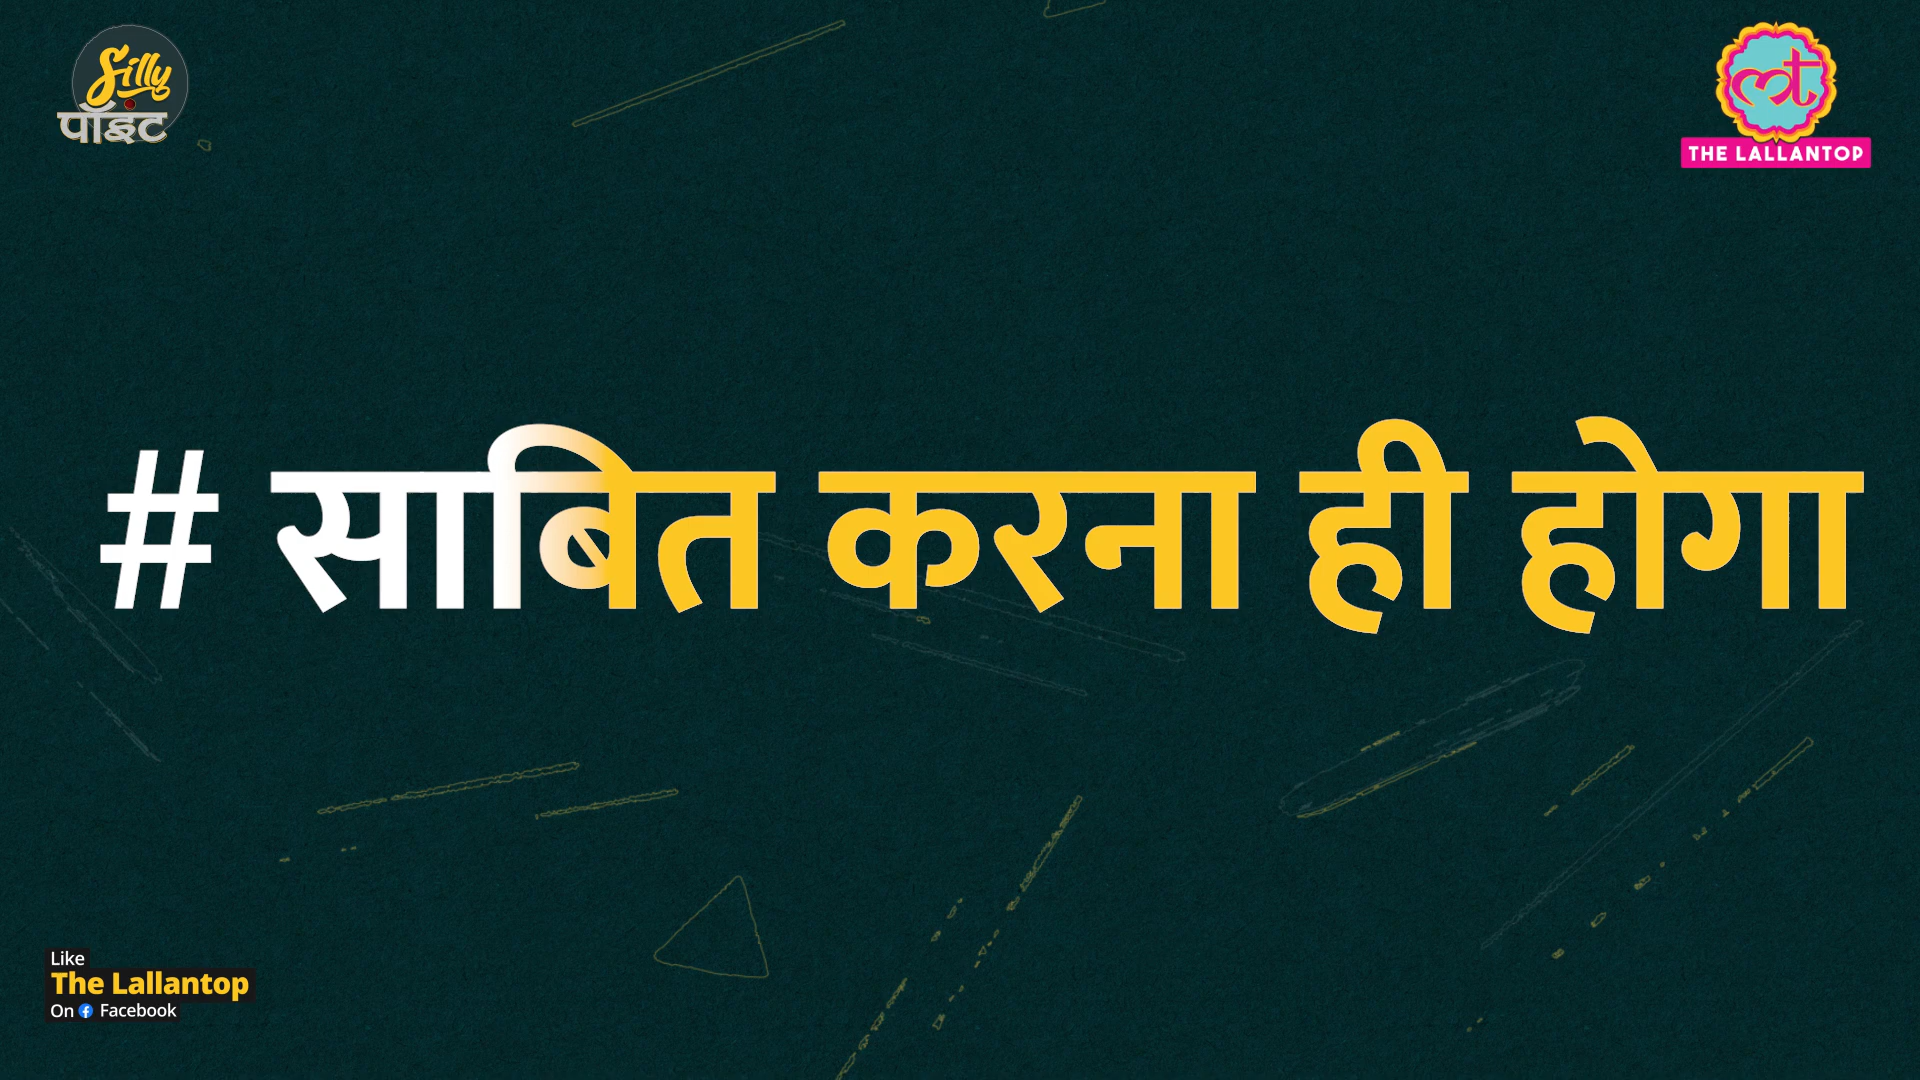 Silly
पॉइंट
THE LALLANTOP
# साबित करना ही होगा
Like
The Lallantop
On Facebook